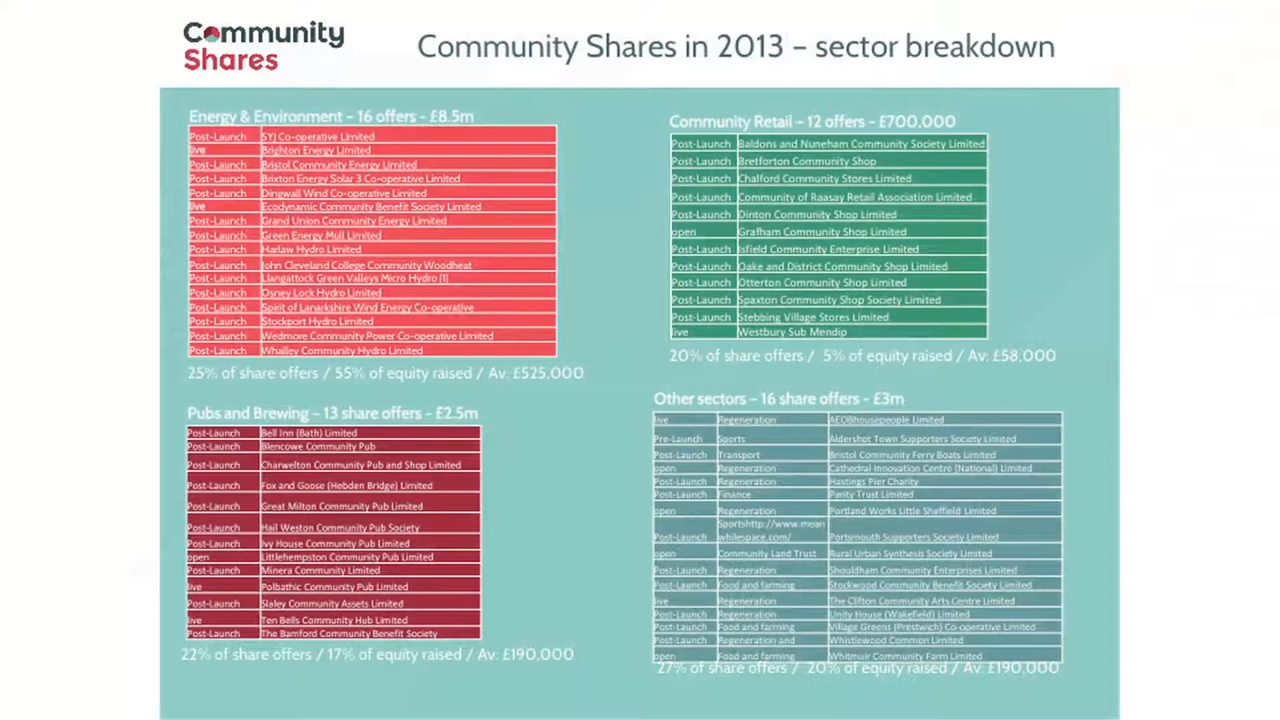 Community
Shares
Community Shares in 2013 – sector breakdown
Energy & Environment – 16 offers - £8.5m
Post-Launch SYJ Co-operative Limited
live Brighton Energy Limited
Post-Launch Bristol Community Energy Limited
Post-Launch Brixton Energy Solar 3 Co-operative Limited
Post-Launch Dingwall Wind Co-operative Limited
live Ecodynamic Community Benefit Society Limited
Post-Launch Grand Union Community Energy Limited
Post-Launch Green Energy Mull Limited
Post-Launch Harlaw Hydro Limited
Post-Launch John Cleveland College Community Woodheat
Post-Launch Llangattock Green Valleys Micro Hydro (1)
Post-Launch Osney Lock Hydro Limited
Post-Launch Spirit of Lanarkshire Wind Energy Co-operative
Post-Launch Stockport Hydro Limited
Post-Launch Wedmore Community Power Co-operative Limited
Post-Launch Whalley Community Hydro Limited
25% of share offers / 55% of equity raised / Av: £525,000
Community Retail – 12 offers - £700,000
Post-Launch Baldons and Nuneham Community Society Limited
Post-Launch Bretforton Community Shop
Post-Launch Chalford Community Stores Limited
Post-Launch Community of Raasay Retail Association Limited
Post-Launch Dinton Community Shop Limited
open Grafham Community Shop Limited
Post-Launch Isfield Community Enterprise Limited
Post-Launch Oake and District Community Shop Limited
Post-Launch Otterton Community Shop Limited
Post-Launch Spaxton Community Shop Society Limited
Post-Launch Stebbing Village Stores Limited
live Westbury Sub Mendip
20% of share offers / 5% of equity raised / Av: £58,000
Pubs and Brewing – 13 share offers - £2.5m
Post-Launch Bell Inn (Bath) Limited
Post-Launch Blencowe Community Pub
Post-Launch Charwelton Community Pub and Shop Limited
Post-Launch Fox and Goose (Hebden Bridge) Limited
Post-Launch Great Milton Community Pub Limited
Post-Launch Hail Weston Community Pub Society
Post-Launch Ivy House Community Pub Limited
open Littlehempston Community Pub Limited
Post-Launch Minera Community Limited
live Polbathic Community Pub Limited
Post-Launch Slaley Community Assets Limited
live Ten Bells Community Hub Limited
Post-Launch The Bamford Community Benefit Society
22% of share offers / 17% of equity raised / Av: £190,000
Other sectors – 16 share offers - £3m
live Regeneration AEOBhousepeople Limited
Pre-Launch Sports Aldershot Town Supporters Society Limited
Post-Launch Transport Bristol Community Ferry Boats Limited
open Regeneration Cathedral Innovation Centre (National) Limited
Post-Launch Regeneration Hastings Pier Charity
Post-Launch Finance Parity Trust Limited
open Regeneration Portland Works Little Sheffield Limited
Sportshttp://www.mean
Post-Launch whilespace.com/ Portsmouth Supporters Society Limited
open Community Land Trust Rural Urban Synthesis Society Limited
Post-Launch Regeneration Shouldham Community Enterprises Limited
Post-Launch Food and farming Stockwood Community Benefit Society Limited
live Regeneration The Clifton Community Arts Centre Limited
Post-Launch Regeneration Unity House (Wakefield) Limited
Post-Launch Food and farming Village Greens (Prestwich) Co-operative Limited
Post-Launch Regeneration and Whistlewood Common Limited
open Food and farming Whitmuir Community Farm Limited
27% of share offers / 20% of equity raised / Av: £190,000